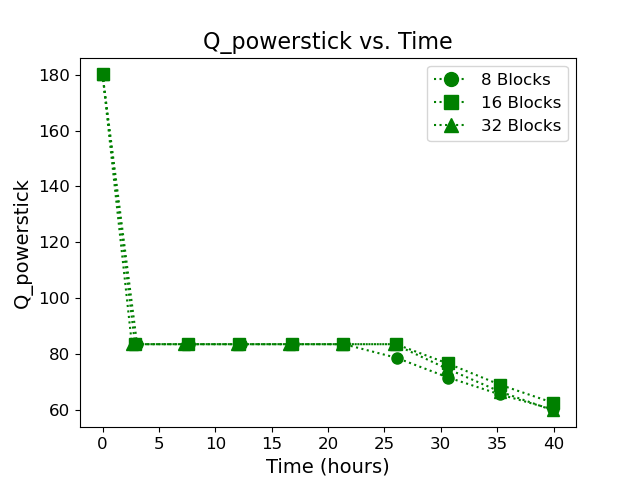 Q_powerstick vs. Time
8 Blocks
16 Blocks
32 Blocks
Q_powerstick
180
160
140
120
100
80
60
0 5 10 15 20 25 30 35 40
Time (hours)